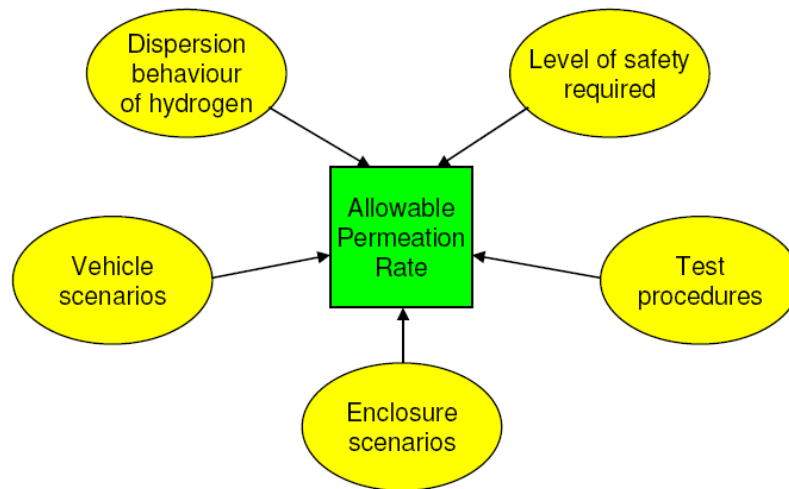 Dispersion
behaviour
of hydrogen
Level of safety
required
Allowable
Permeation
Rate
Vehicle
scenarios
Test
procedures
Enclosure
scenarios